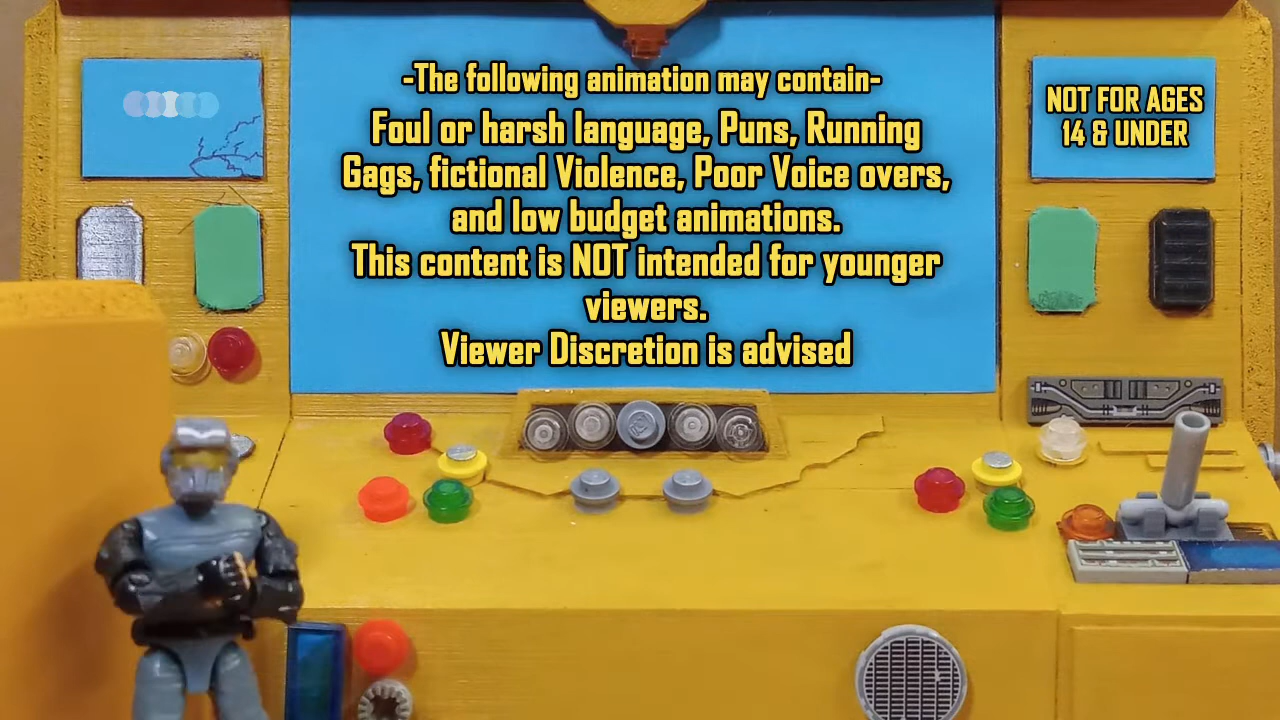 -The following animation may contain-
Foul or harsh language, Puns, Running
Gags, fictional Violence, Poor Voice overs,
and low budget animations.
This content is NOT intended for younger
viewers.
Viewer Discretion is advised
NOT FOR AGES
14 & UNDER